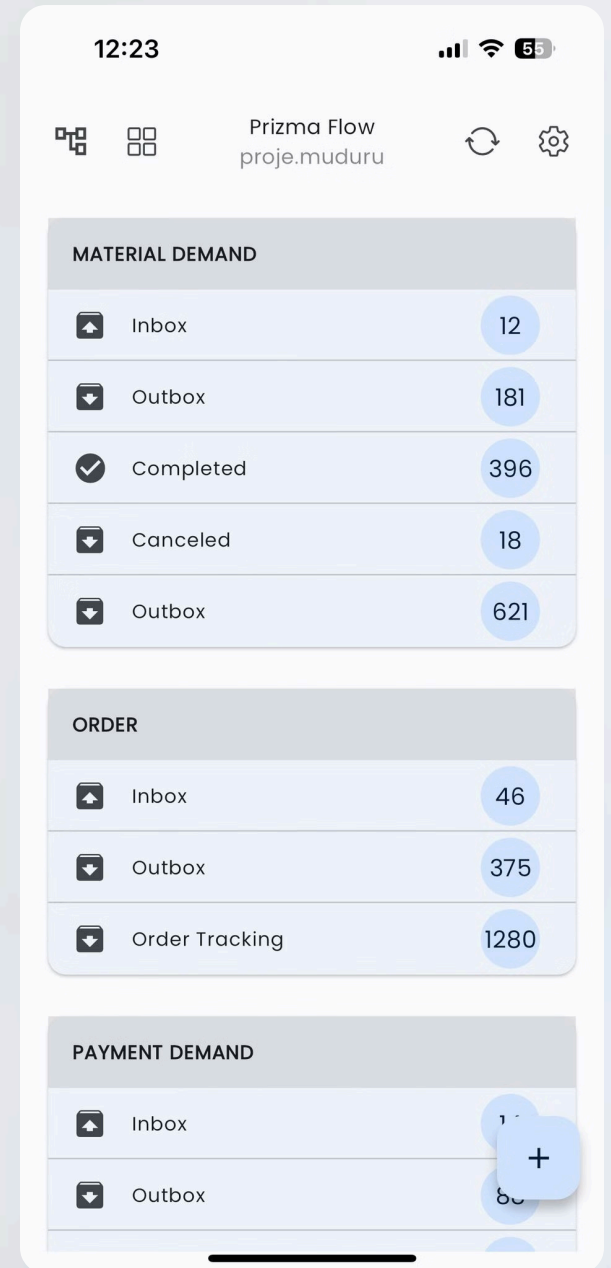 12:23
55
Prizma Flow
proje.muduru
MATERIAL DEMAND
Inbox 12
Outbox 181
Completed 396
Canceled 18
Outbox 621
ORDER
Inbox 46
Outbox 375
Order Tracking 1280
PAYMENT DEMAND
Inbox
Outbox
+